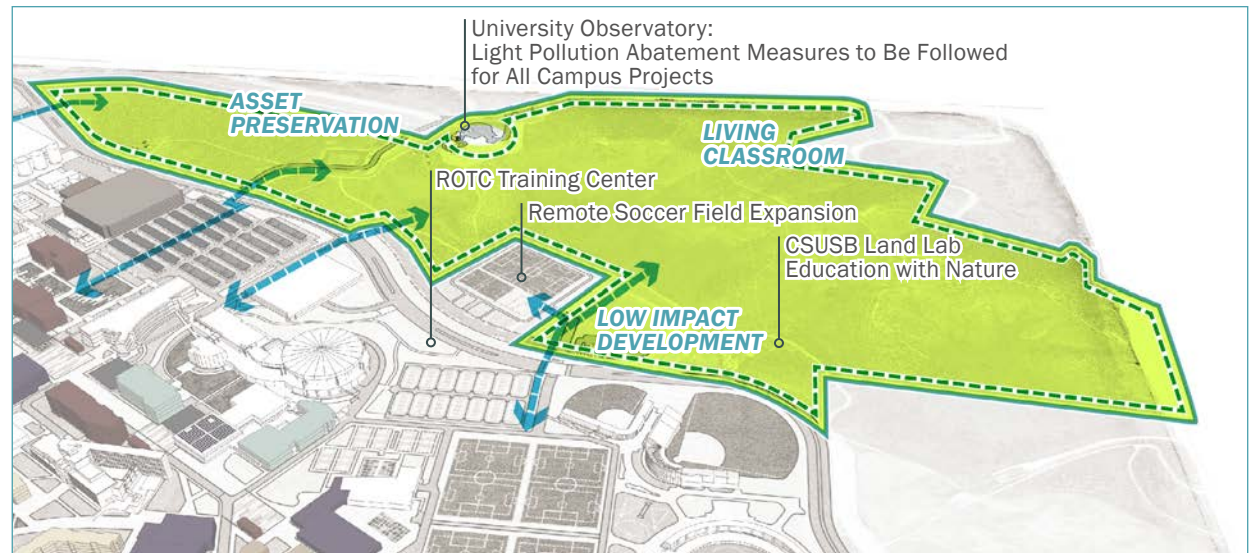 University Observatory:
Light Pollution Abatement Measures to Be Followed
for All Campus Projects
ASSET
PRESERVATION
LIVING
CLASSROOM
ROTC Training Center
Remote Soccer Field Expansion
CSUSB Land Lab
Education with Nature
LOW IMPACT
DEVELOPMENT